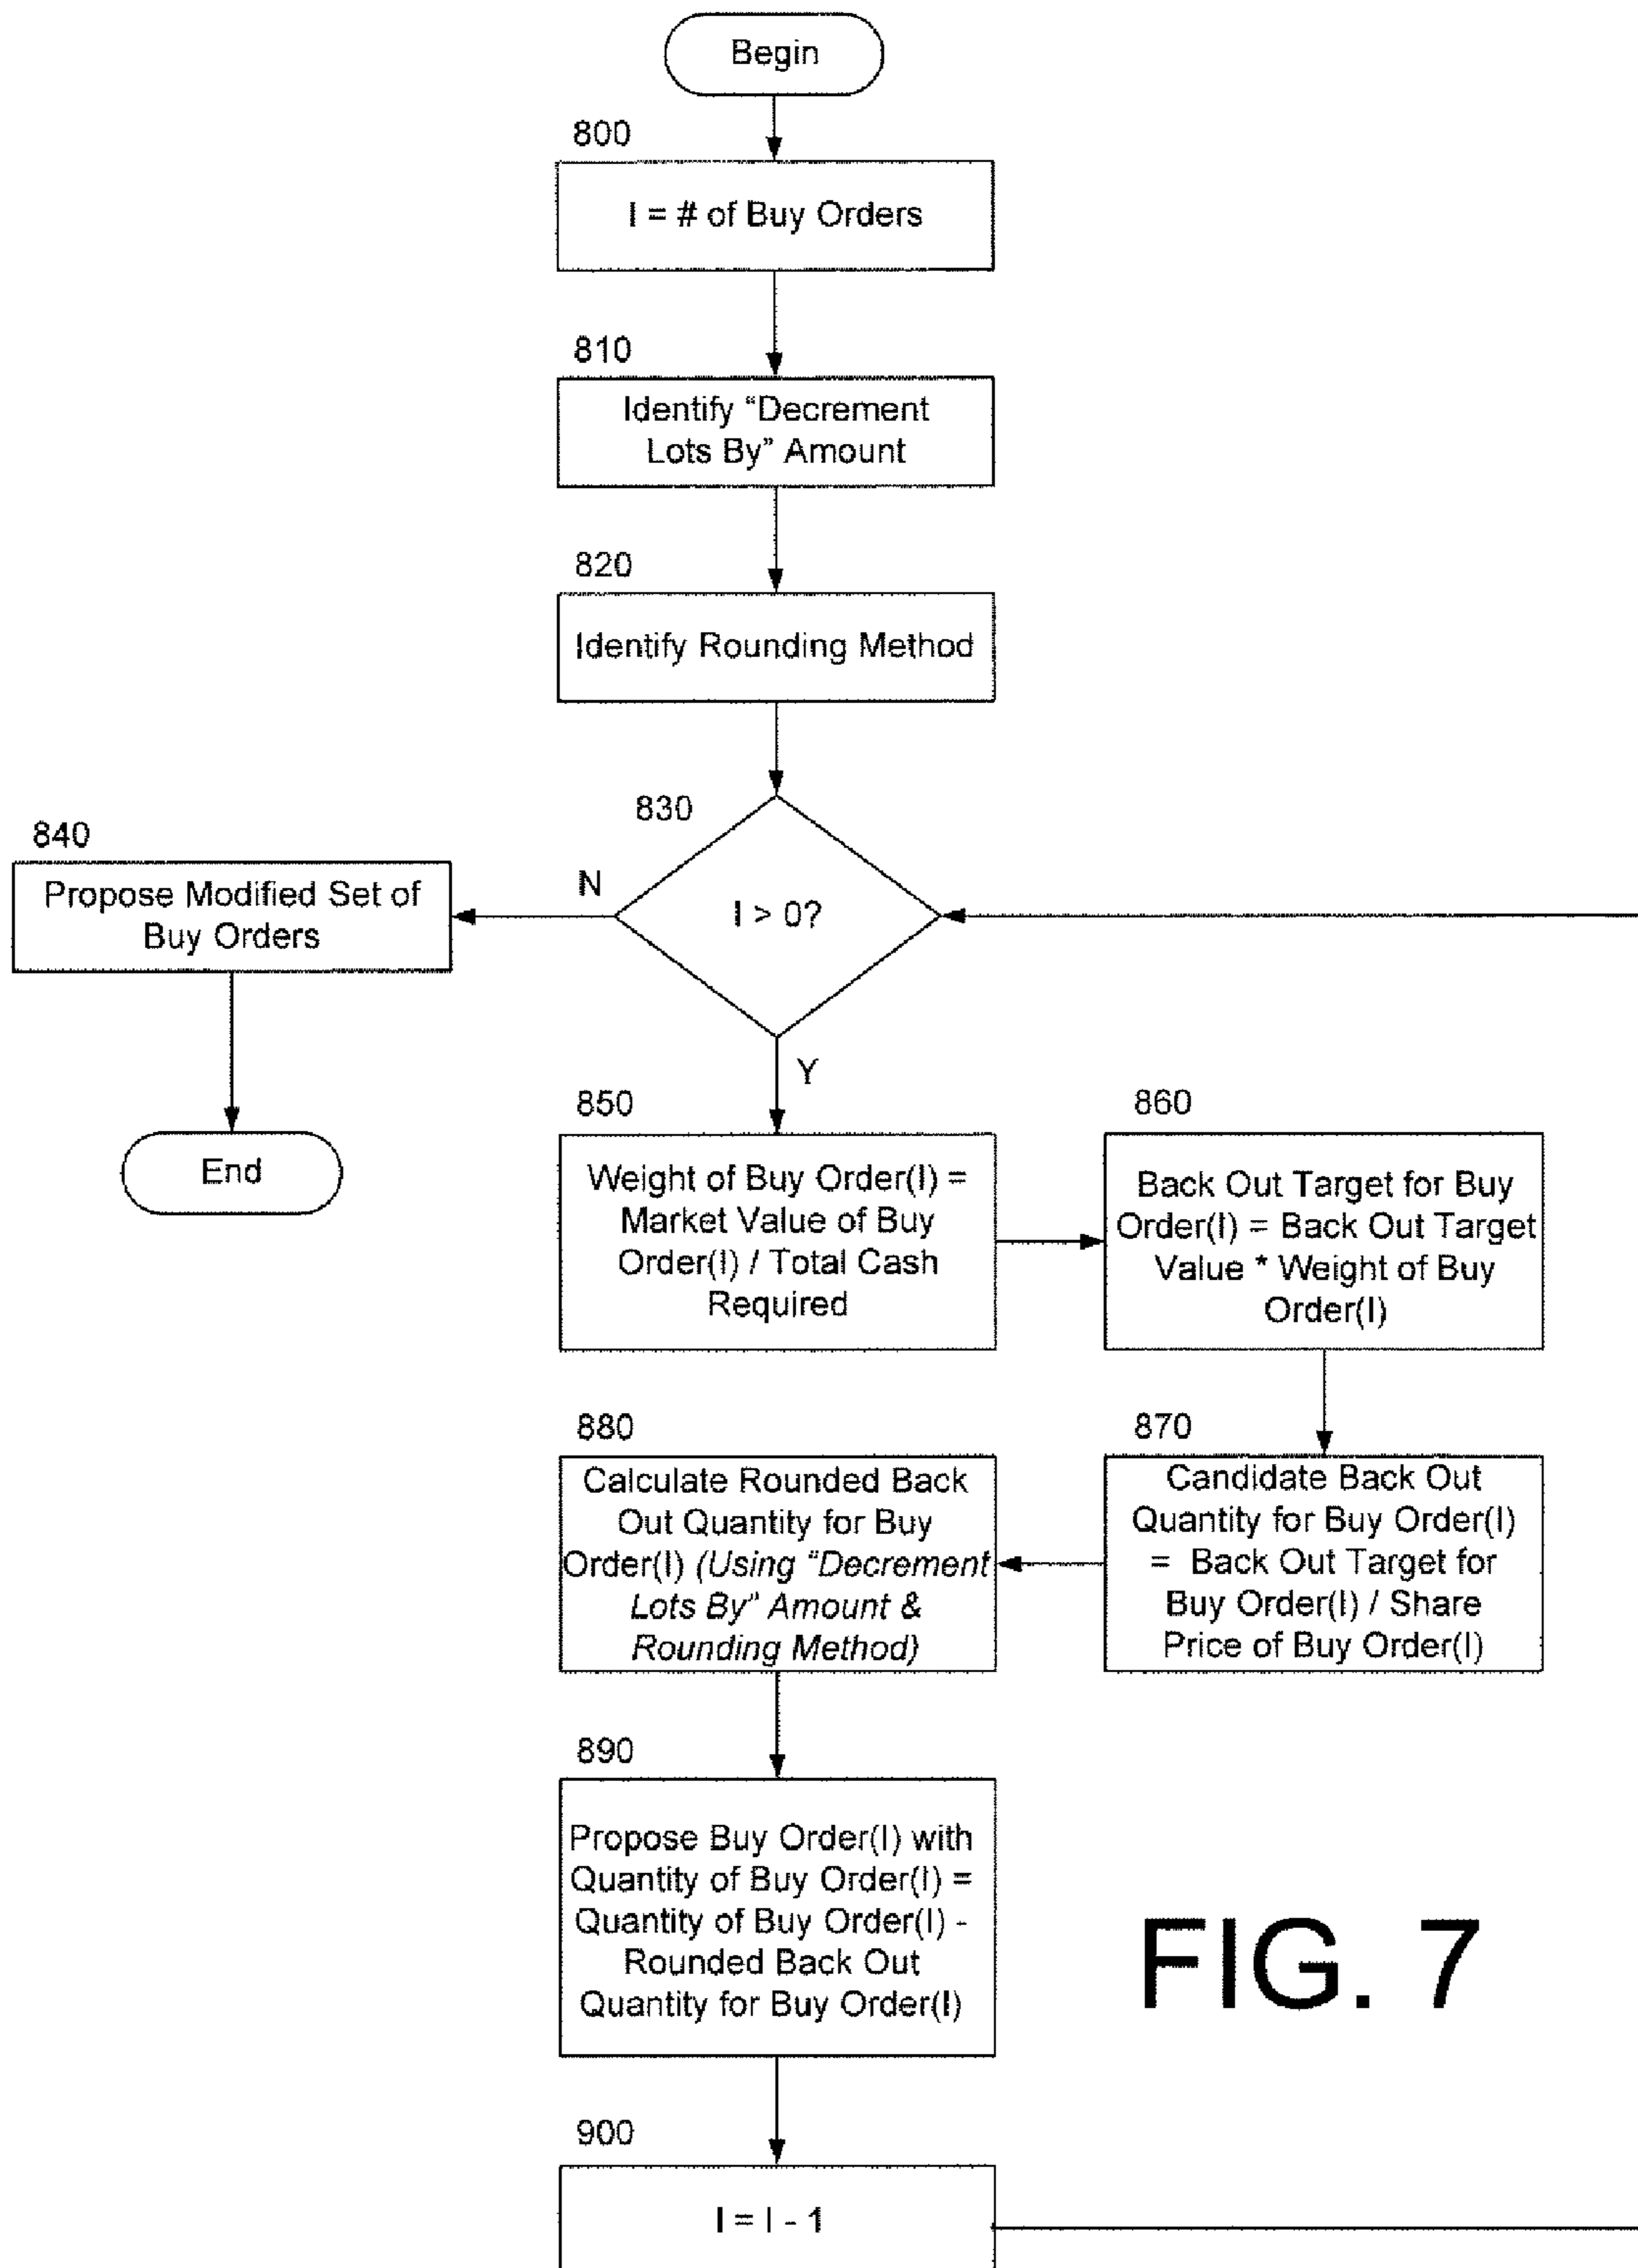 Begin
800
I = # of Buy Orders
810
Identify “Decrement
Lots By” Amount
820
Identify Rounding Method
830
I > 0?
N
840
Propose Modified Set of
Buy Orders
End
Y
850
Weight of Buy Order(I) =
Market Value of Buy
Order(I) / Total Cash
Required
860
Back Out Target for Buy
Order(I) = Back Out Target
Value * Weight of Buy
Order(I)
870
Candidate Back Out
Quantity for Buy Order(I)
= Back Out Target for
Buy Order(I) / Share
Price of Buy Order(I)
880
Calculate Rounded Back
Out Quantity for Buy
Order(I) (Using “Decrement
Lots By” Amount &
Rounding Method)
890
Propose Buy Order(I) with
Quantity of Buy Order(I) =
Quantity of Buy Order(I) -
Rounded Back Out
Quantity for Buy Order(I)
900
I = I - 1
FIG. 7